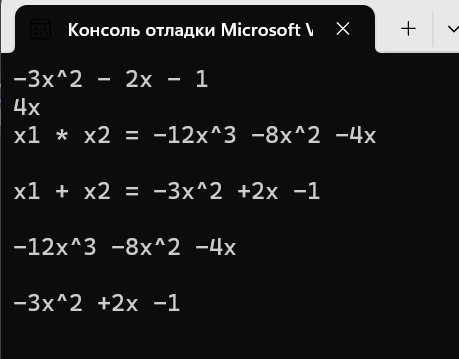 Консоль отладки Microsoft V
-3x^2 - 2x - 1
4x
x1 * x2 = -12x^3 -8x^2 -4x
x1 + x2 = -3x^2 +2x -1
-12x^3 -8x^2 -4x
-3x^2 +2x -1